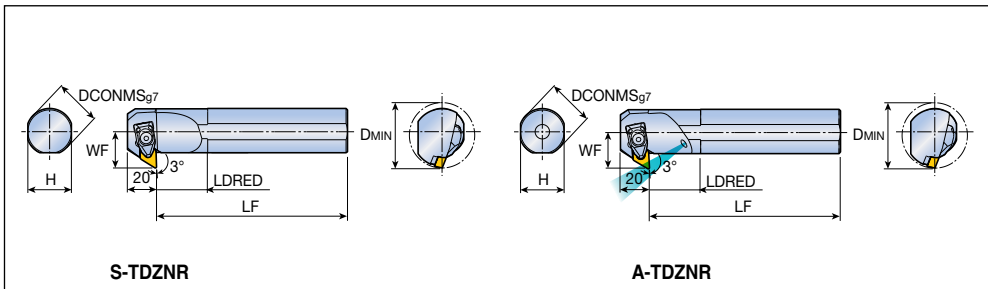 DCONMSg7
WF
H
20
3°
LDRED
LF
DMIN
S-TDZNR
DCONMSg7
WF
H
20
3°
LDRED
LF
DMIN
A-TDZNR